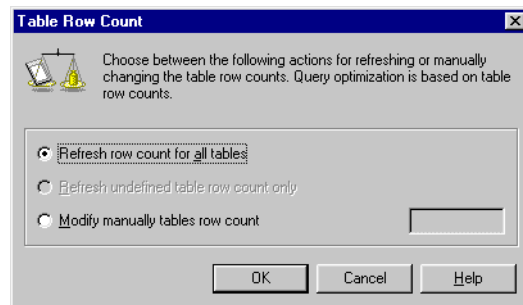 Table Row Count
Choose between the following actions for refreshing or manually
changing the table row counts. Query optimization is based on table
row counts.
Refresh row count for all tables
Refresh undefined table row count only
Modify manually tables row count
OK Cancel Help